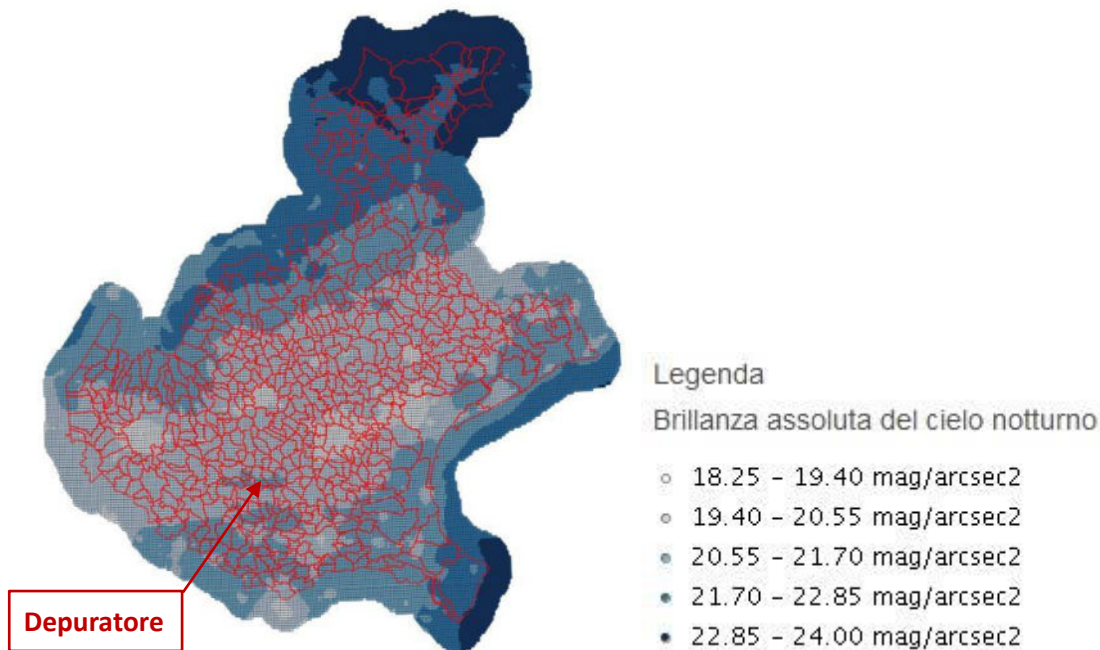 Legenda
Brillanza assoluta del cielo notturno
18.25 – 19.40 mag/arcsec2
19.40 – 20.55 mag/arcsec2
20.55 – 21.70 mag/arcsec2
21.70 – 22.85 mag/arcsec2
22.85 – 24.00 mag/arcsec2
Depuratore